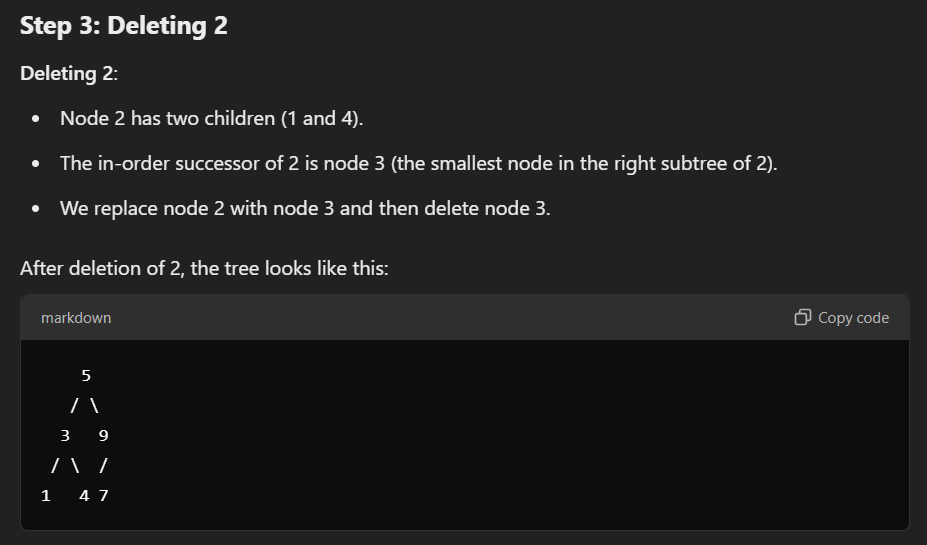 Step 3: Deleting 2
Deleting 2:
• Node 2 has two children (1 and 4).
• The in-order successor of 2 is node 3 (the smallest node in the right subtree of 2).
• We replace node 2 with node 3 and then delete node 3.
After deletion of 2, the tree looks like this:
markdown Copy code
    5
   / \
  3   9
 / \  /
1   4 7